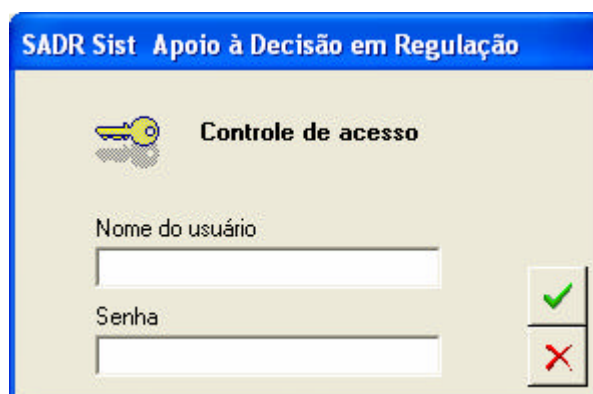 SADR Sist Apoio à Decisão em Regulação
Controle de acesso
Nome do usuário
Senha